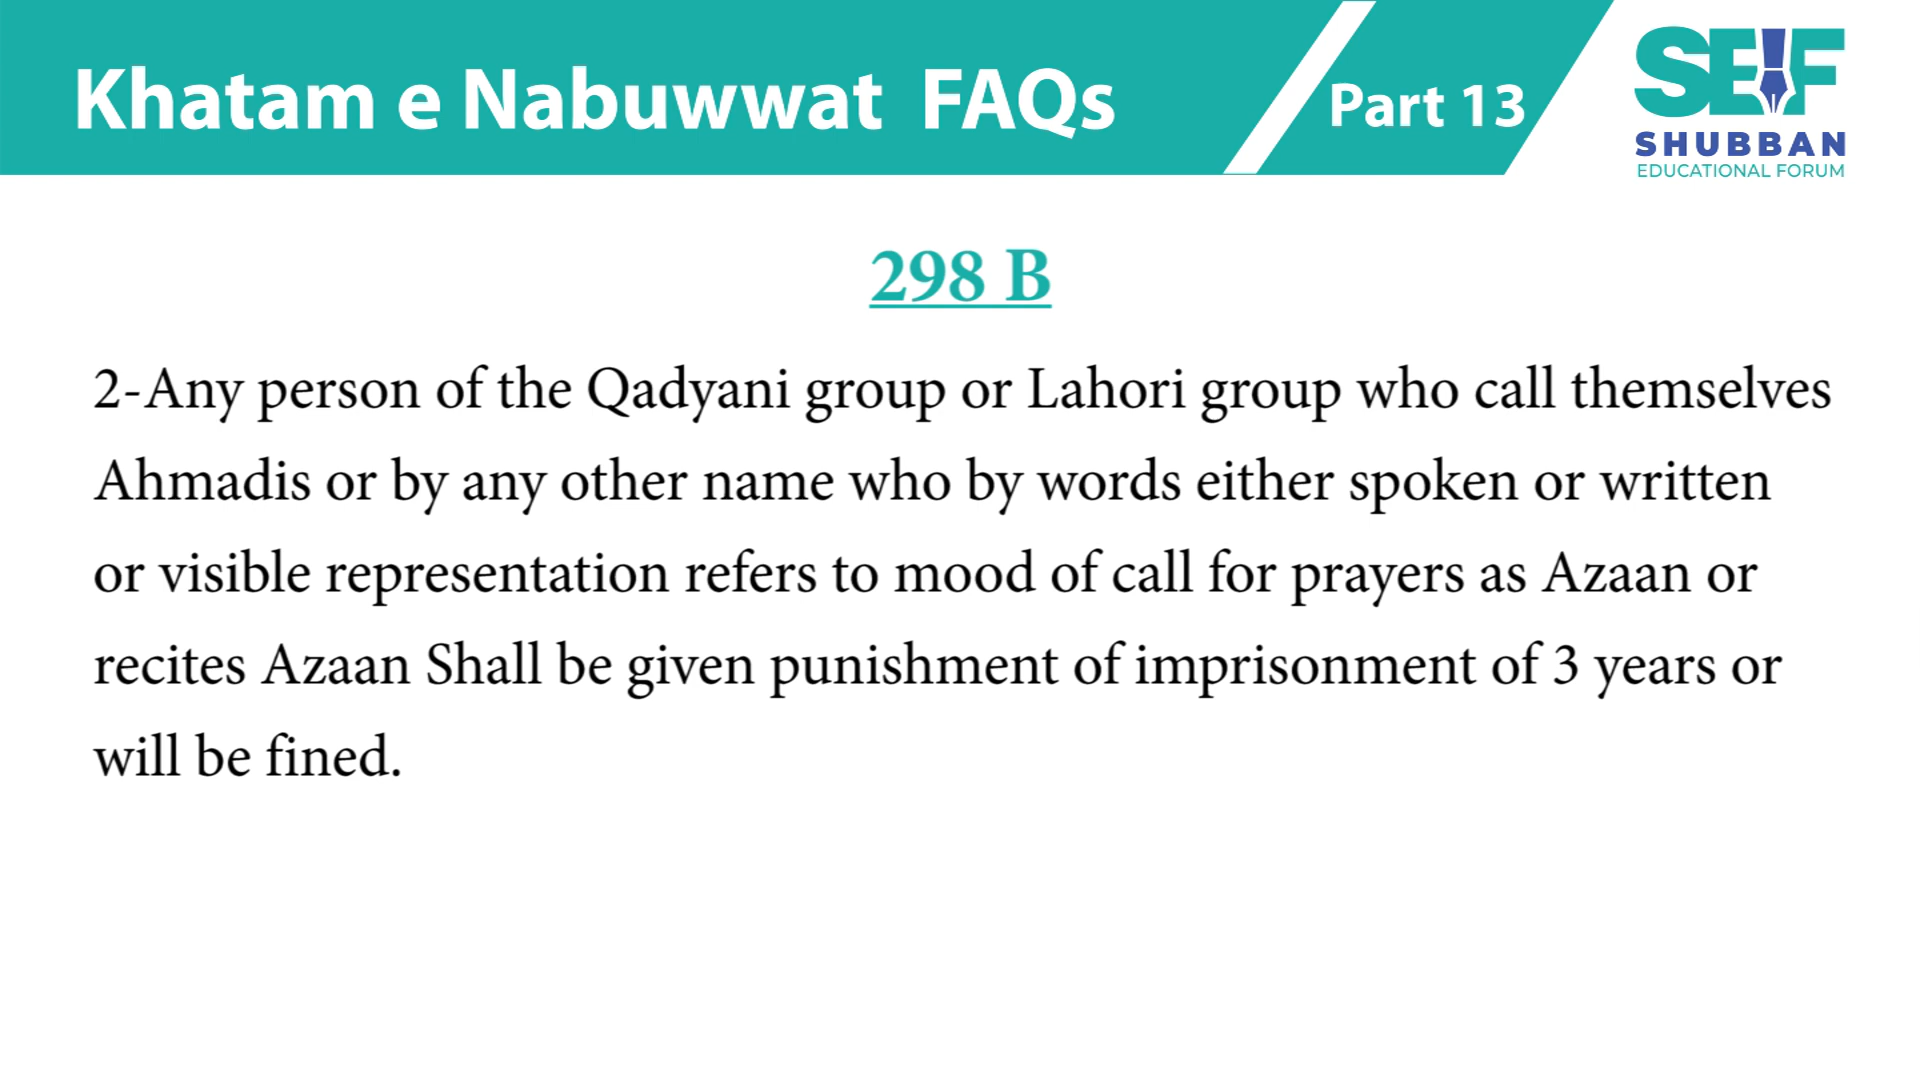 Khatam e Nabuwwat FAQs
Part 13
SEF
SHUBBAN
EDUCATIONAL FORUM
298 B
2-Any person of the Qadyani group or Lahori group who call themselves
Ahmadis or by any other name who by words either spoken or written
or visible representation refers to mood of call for prayers as Azaan or
recites Azaan Shall be given punishment of imprisonment of 3 years or
will be fined.